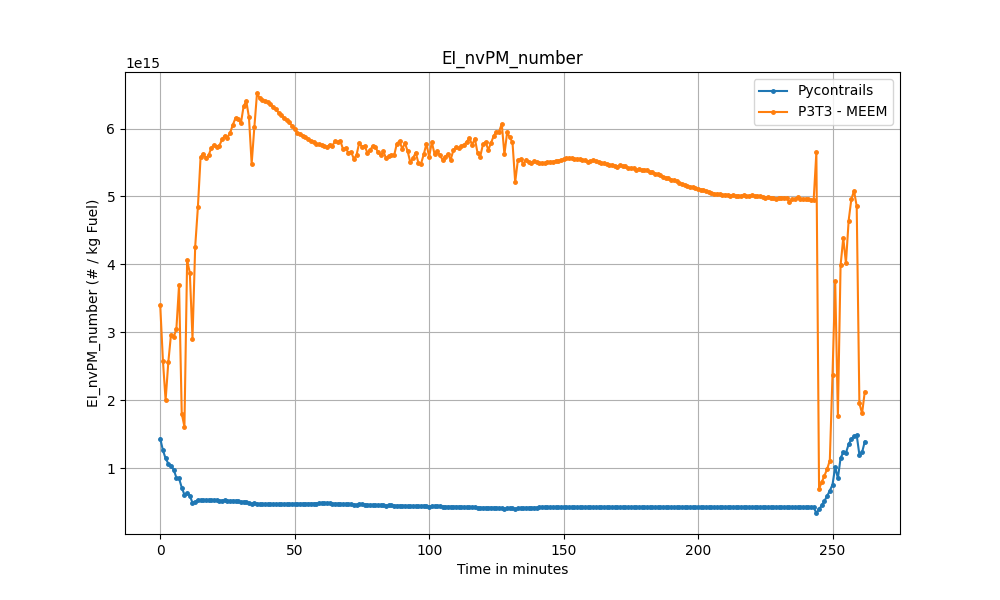 EI_nvPM_number
1e15
Pycontrails
P3T3 - MEEM
6
5
4
3
2
1
EI_nvPM_number (# / kg Fuel)
0 50 100 150 200 250
Time in minutes